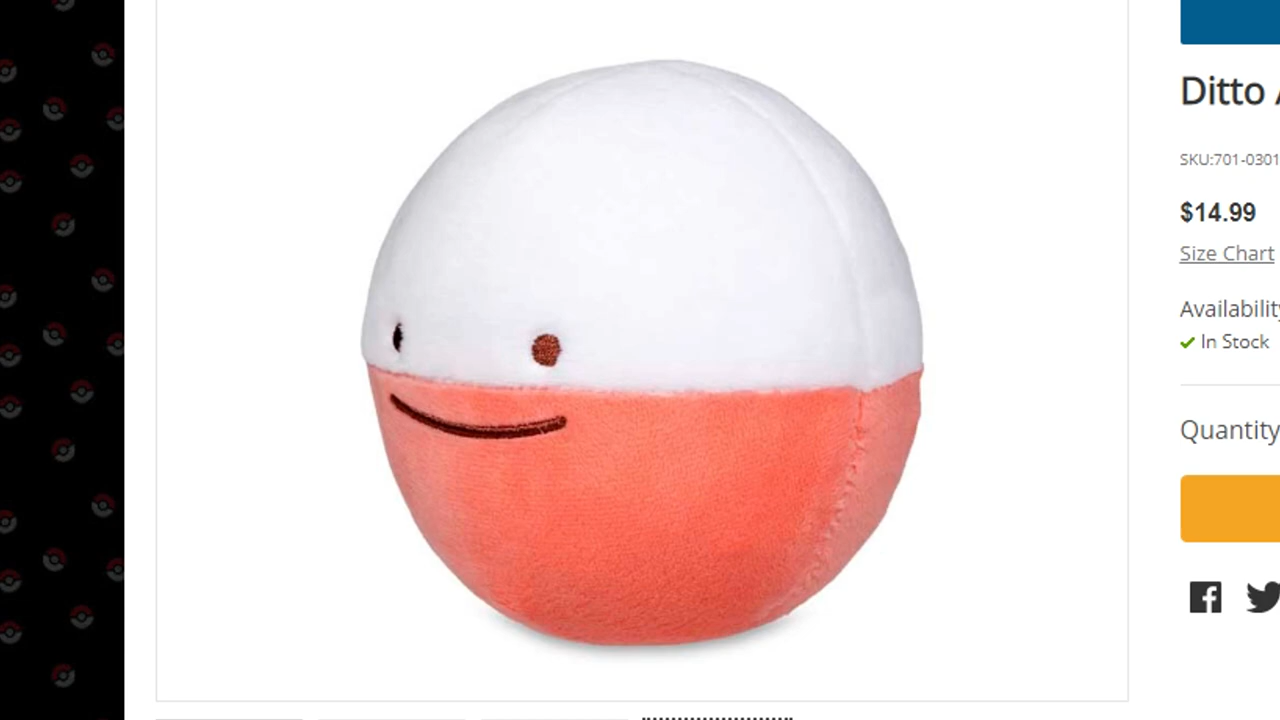 Ditto
SKU:701-0301
$14.99
Size Chart
Availability
In Stock
Quantity